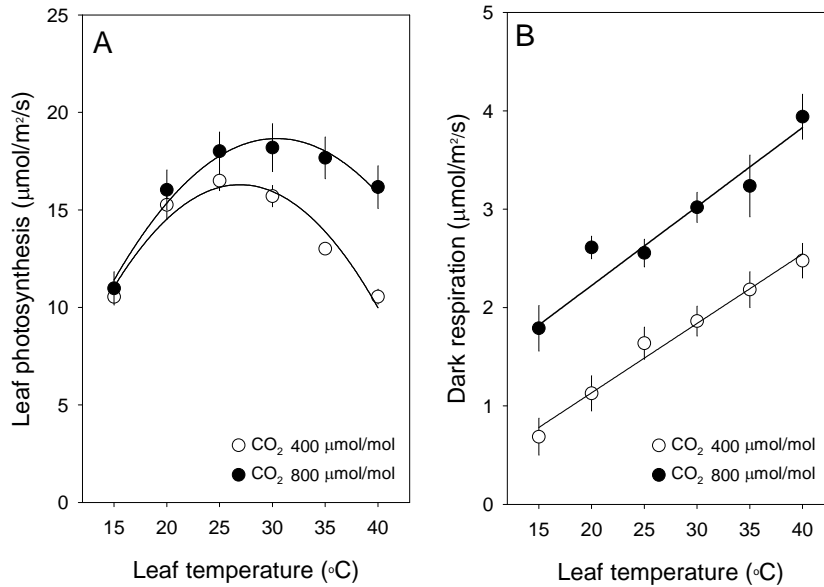 A
25
20
15
10
5
0
Leaf photosynthesis (μmol/m²/s)
CO₂ 400 μmol/mol
CO₂ 800 μmol/mol
15 20 25 30 35 40
Leaf temperature (◦C)
B
5
4
3
2
1
0
Dark respiration (μmol/m²/s)
CO₂ 400 μmol/mol
CO₂ 800 μmol/mol
15 20 25 30 35 40
Leaf temperature (◦C)